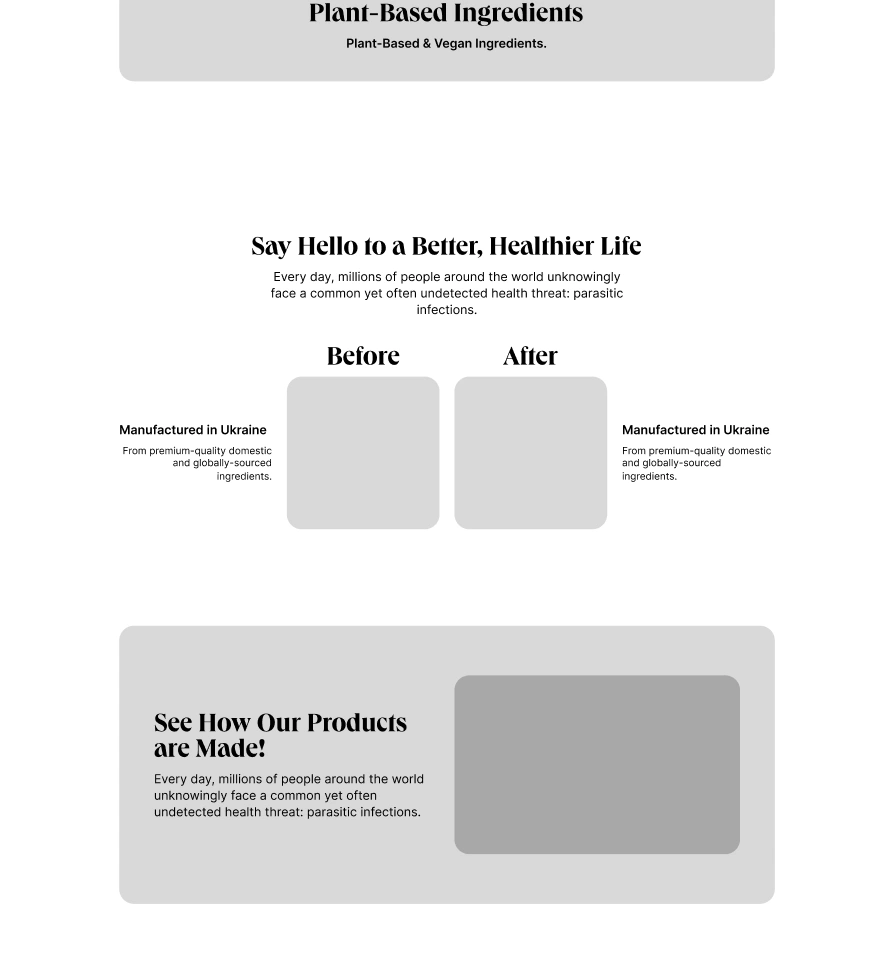 Plant-Based Ingredients
Plant-Based & Vegan Ingredients.
Say Hello to a Better, Healthier Life
Every day, millions of people around the world unknowingly
face a common yet often undetected health threat: parasitic
infections.
Before
After
Manufactured in Ukraine
From premium-quality domestic
and globally-sourced
ingredients.
Manufactured in Ukraine
From premium-quality domestic
and globally-sourced
ingredients.
See How Our Products
are Made!
Every day, millions of people around the world
unknowingly face a common yet often
undetected health threat: parasitic infections.